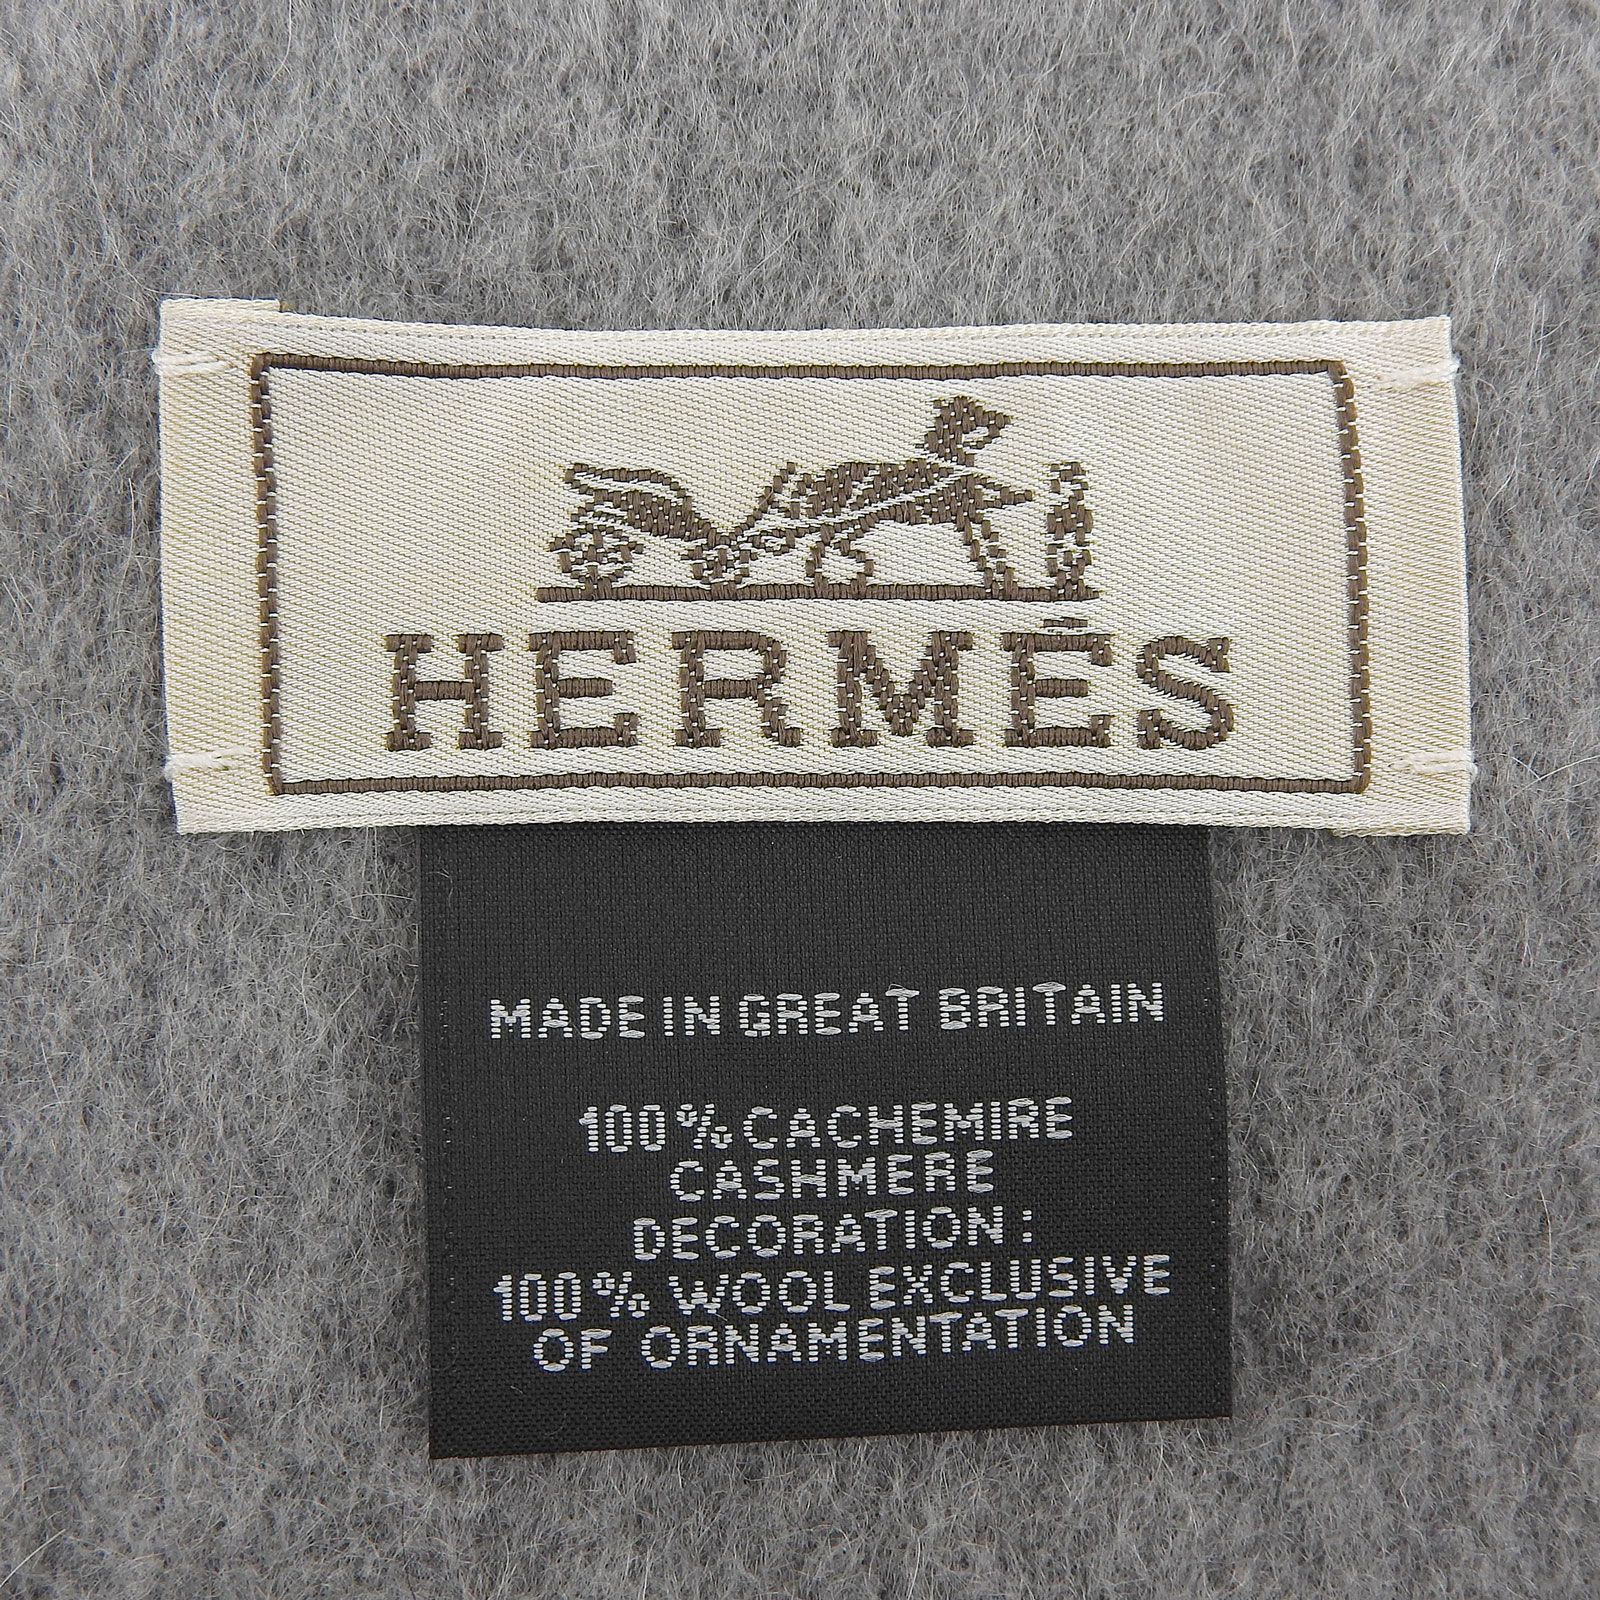 HERMÈS
MADE IN GREAT BRITAIN
100% CACHEMIRE
CASHMERE
DECORATION:
100% WOOL EXCLUSIVE
OF ORNAMENTATION